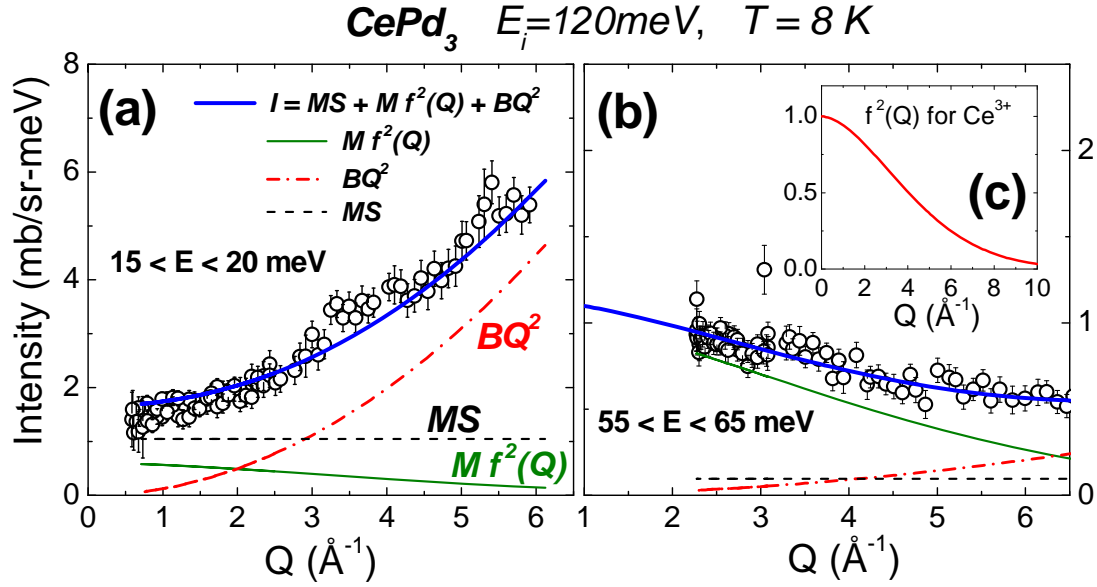 CePd₃ Eᵢ=120meV, T = 8 K
(a)
I = MS + M f²(Q) + BQ²
M f²(Q)
BQ²
MS
15 < E < 20 meV
BQ²
MS
M f²(Q)
Intensity (mb/sr-meV)
8
6
4
2
0
0 1 2 3 4 5 6
Q (Å⁻¹)
(b)
55 < E < 65 meV
2
1
0
1 2 3 4 5 6
Q (Å⁻¹)
f²(Q) for Ce³⁺
(c)
1.0
0.5
0.0
0 2 4 6 8 10
Q (Å⁻¹)